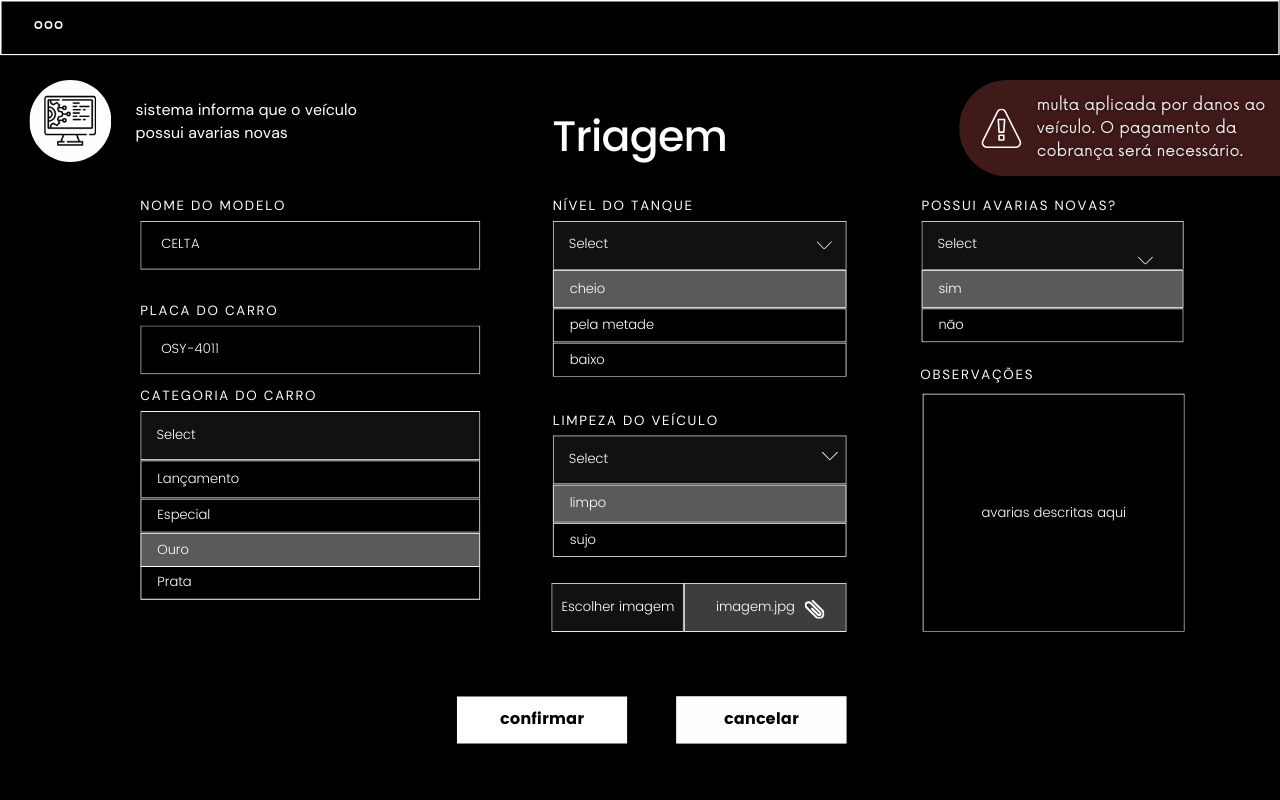 sistema informa que o veículo
possui avarias novas
Triagem
multa aplicada por danos ao
veículo. O pagamento da
cobrança será necessário.
NOME DO MODELO
CELTA
PLACA DO CARRO
OSY-4011
CATEGORIA DO CARRO
Select
Lançamento
Especial
Ouro
Prata
NÍVEL DO TANQUE
Select
cheio
pela metade
baixo
LIMPEZA DO VEÍCULO
Select
limpo
sujo
Escolher imagem
imagem.jpg
POSSUI AVARIAS NOVAS?
Select
sim
não
OBSERVAÇÕES
avarias descritas aqui
confirmar
cancelar